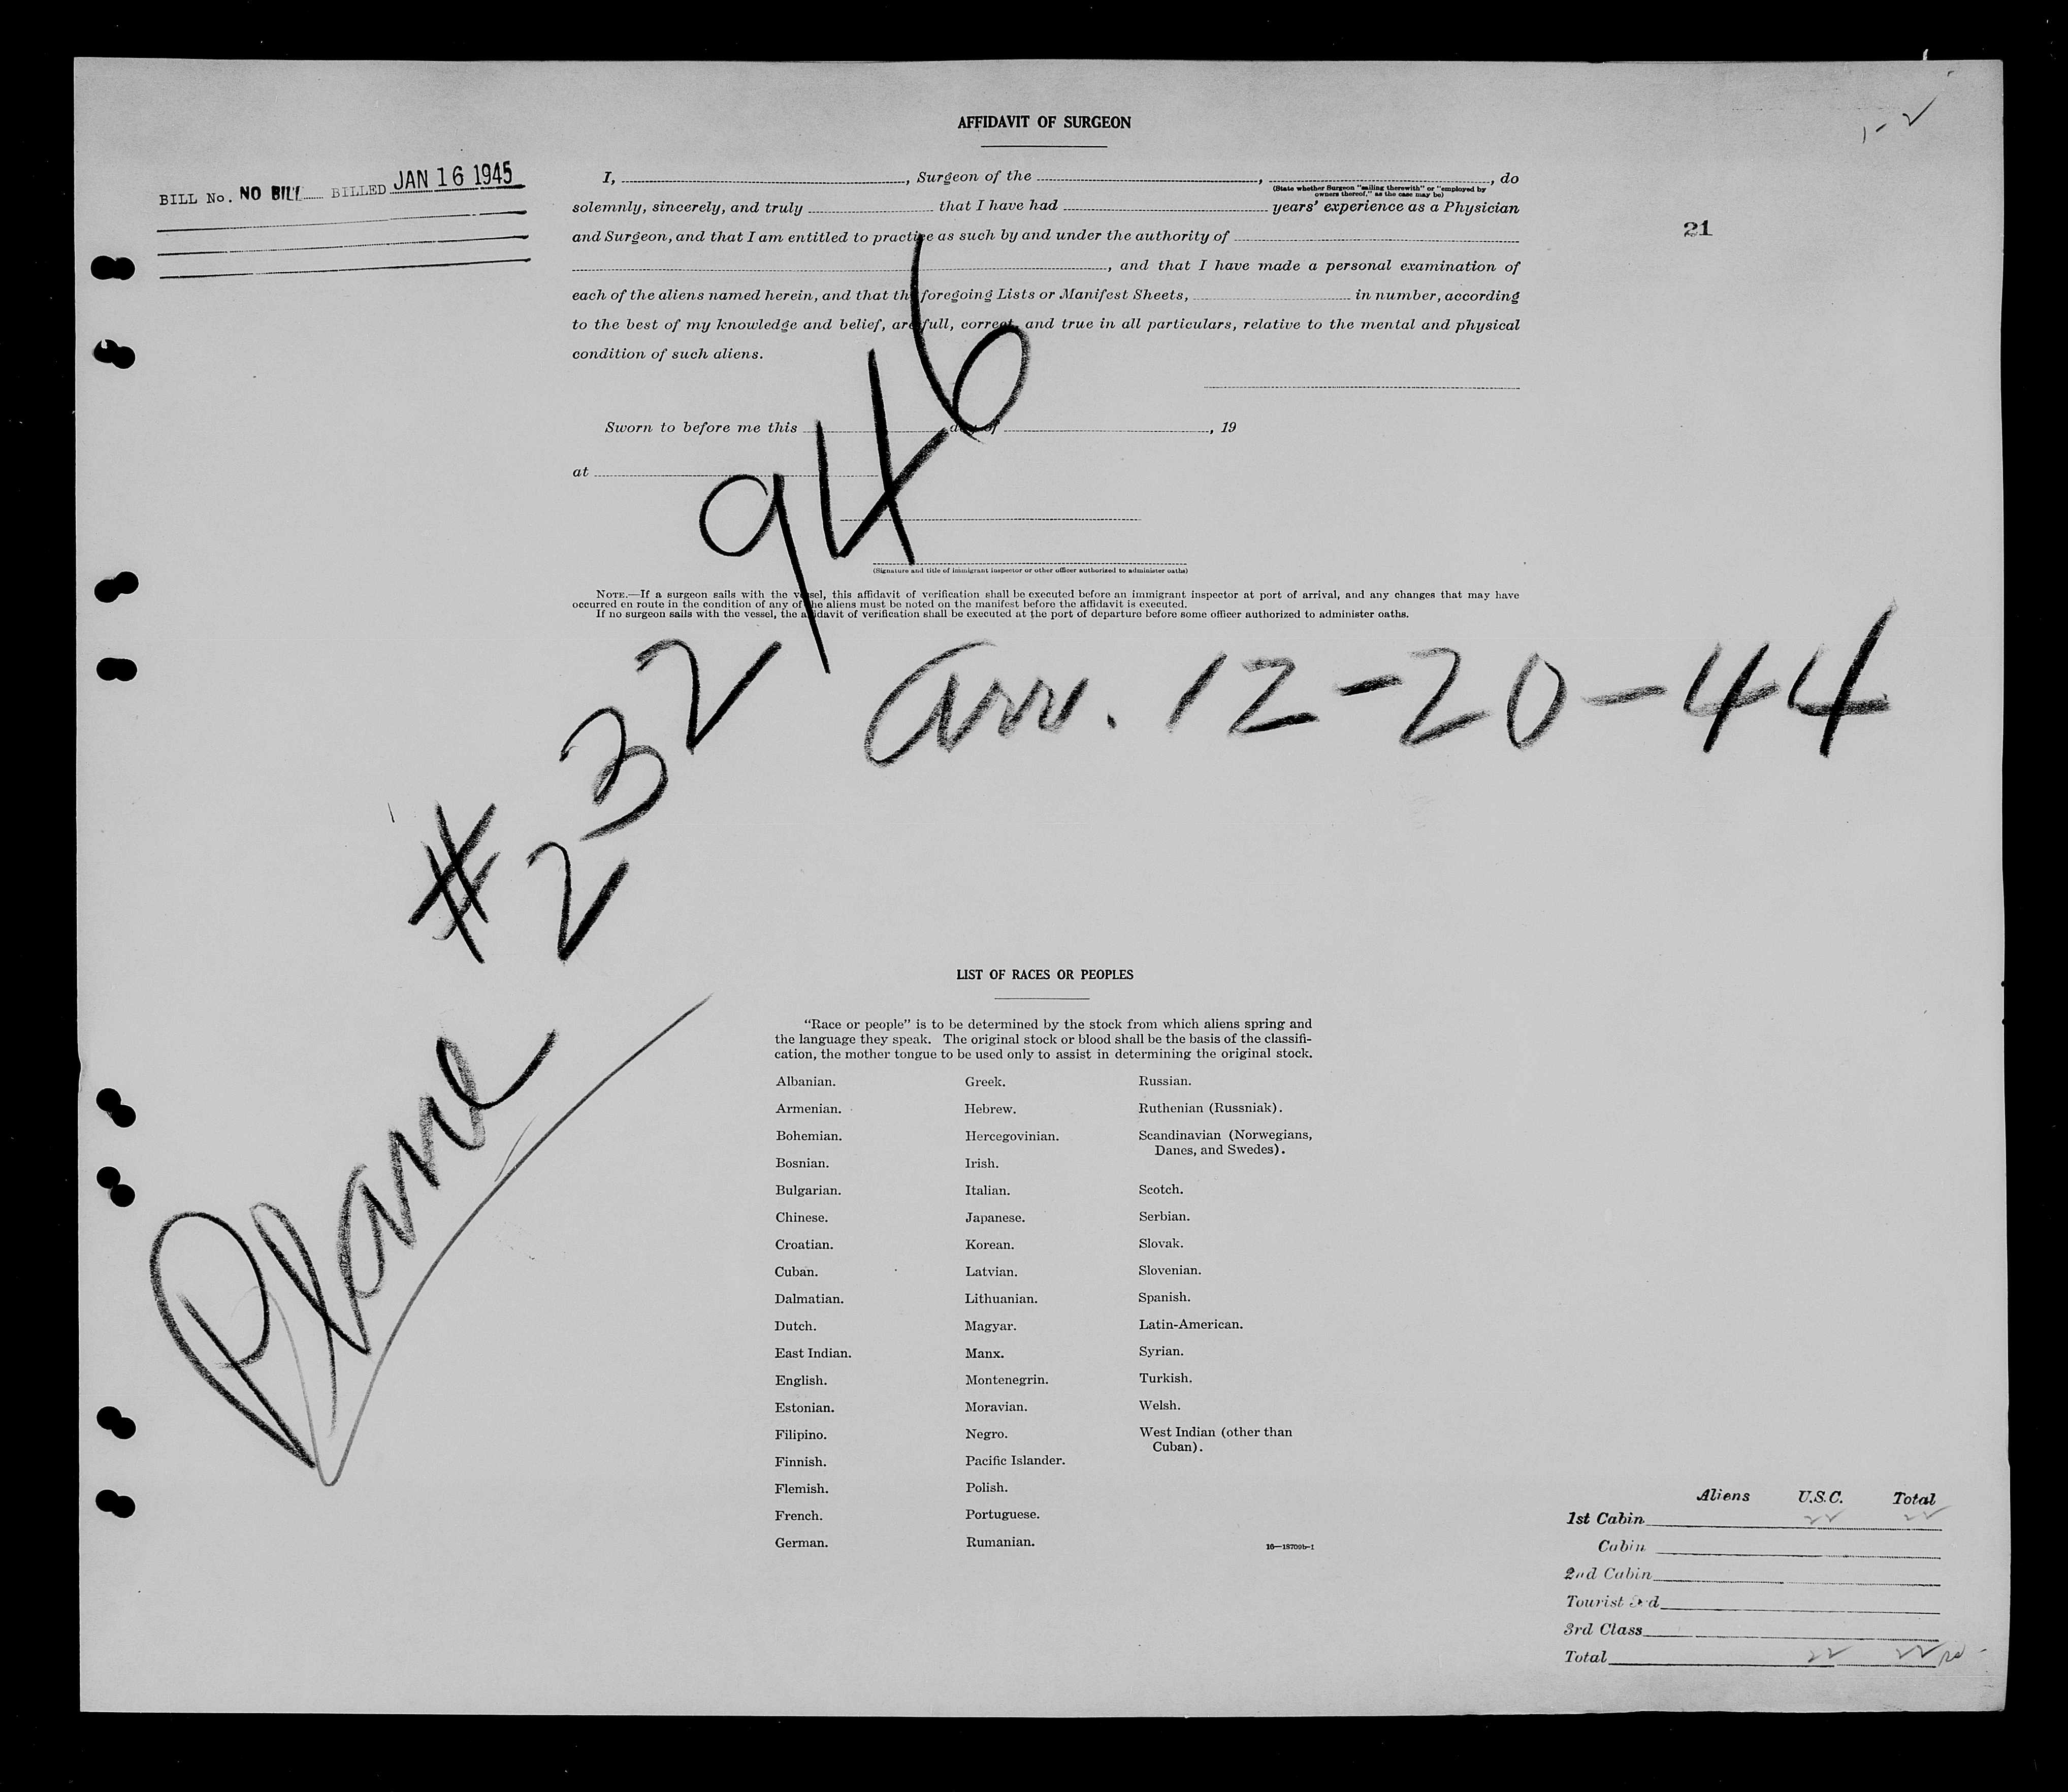 AFFIDAVIT OF SURGEON
BILL No. NO BILL BILLED JAN 16 1945
21
I, , Surgeon of the , , do
(State whether Surgeon "sailing therewith" or "employed by owners thereof," as the case may be)
solemnly, sincerely, and truly that I have had years' experience as a Physician
and Surgeon, and that I am entitled to practice as such by and under the authority of
, and that I have made a personal examination of
each of the aliens named herein, and that the foregoing Lists or Manifest Sheets, in number, according
to the best of my knowledge and belief, are full, correct, and true in all particulars, relative to the mental and physical
condition of such aliens.
Sworn to before me this day of , 19
at
(Signature and title of immigrant inspector or other officer authorized to administer oaths)
NOTE.—If a surgeon sails with the vessel, this affidavit of verification shall be executed before an immigrant inspector at port of arrival, and any changes that may have
occurred en route in the condition of any of the aliens must be noted on the manifest before the affidavit is executed.
If no surgeon sails with the vessel, the affidavit of verification shall be executed at the port of departure before some officer authorized to administer oaths.
Plane #232946
Arr. 12-20-44
LIST OF RACES OR PEOPLES
"Race or people" is to be determined by the stock from which aliens spring and
the language they speak. The original stock or blood shall be the basis of the classifi-
cation, the mother tongue to be used only to assist in determining the original stock.
Albanian.
Armenian.
Bohemian.
Bosnian.
Bulgarian.
Chinese.
Croatian.
Cuban.
Dalmatian.
Dutch.
East Indian.
English.
Estonian.
Filipino.
Finnish.
Flemish.
French.
German.
Greek.
Hebrew.
Hercegovinian.
Irish.
Italian.
Japanese.
Korean.
Latvian.
Lithuanian.
Magyar.
Manx.
Montenegrin.
Moravian.
Negro.
Pacific Islander.
Polish.
Portuguese.
Rumanian.
Russian.
Ruthenian (Russniak).
Scandinavian (Norwegians,
Danes, and Swedes).
Scotch.
Serbian.
Slovak.
Slovenian.
Spanish.
Latin-American.
Syrian.
Turkish.
Welsh.
West Indian (other than
Cuban).
16—18709b-1
Aliens U.S.C. Total
1st Cabin 22 22
Cabin
2nd Cabin
Tourist 3rd
3rd Class
Total 22 22